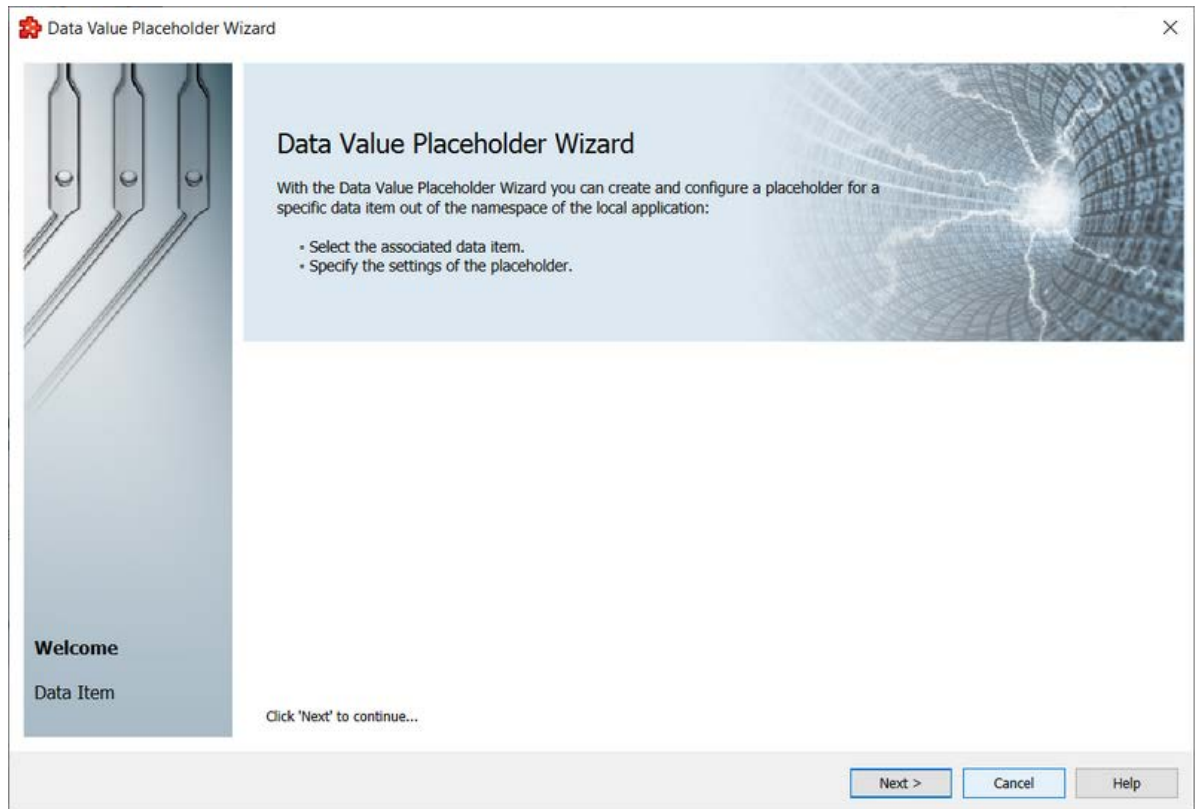 Data Value Placeholder Wizard
Data Value Placeholder Wizard
With the Data Value Placeholder Wizard you can create and configure a placeholder for a
specific data item out of the namespace of the local application:
• Select the associated data item.
• Specify the settings of the placeholder.
Welcome
Data Item
Click 'Next' to continue...
Next >
Cancel
Help